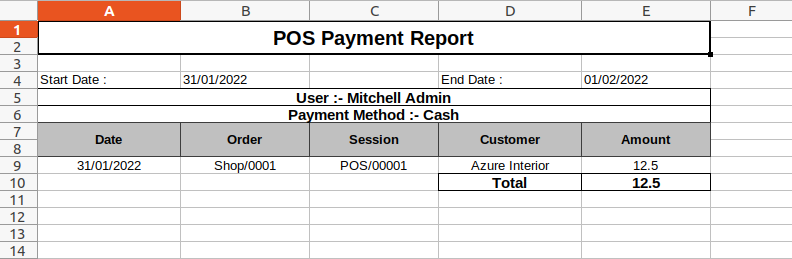 A B C D E F
1 POS Payment Report
2
3
4 Start Date : 31/01/2022 End Date : 01/02/2022
5 User :- Mitchell Admin
6 Payment Method :- Cash
7 Date Order Session Customer Amount
8
9 31/01/2022 Shop/0001 POS/00001 Azure Interior 12.5
10 Total 12.5
11
12
13
14